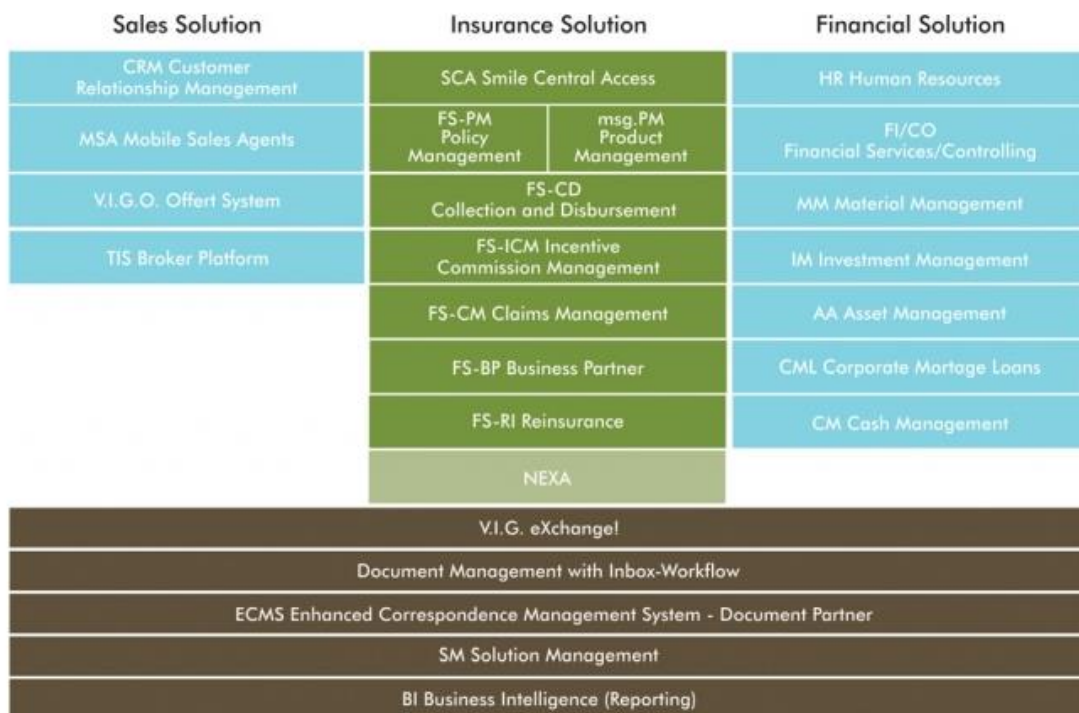 Sales Solution
CRM Customer
Relationship Management
MSA Mobile Sales Agents
V.I.G.O. Offert System
TIS Broker Platform
Insurance Solution
SCA Smile Central Access
FS-PM
Policy
Management
msg.PM
Product
Management
FS-CD
Collection and Disbursement
FS-ICM Incentive
Commission Management
FS-CM Claims Management
FS-BP Business Partner
FS-RI Reinsurance
NEXA
Financial Solution
HR Human Resources
FI/CO
Financial Services/Controlling
MM Material Management
IM Investment Management
AA Asset Management
CML Corporate Mortage Loans
CM Cash Management
V.I.G. eXchange!
Document Management with Inbox-Workflow
ECMS Enhanced Correspondence Management System - Document Partner
SM Solution Management
BI Business Intelligence (Reporting)